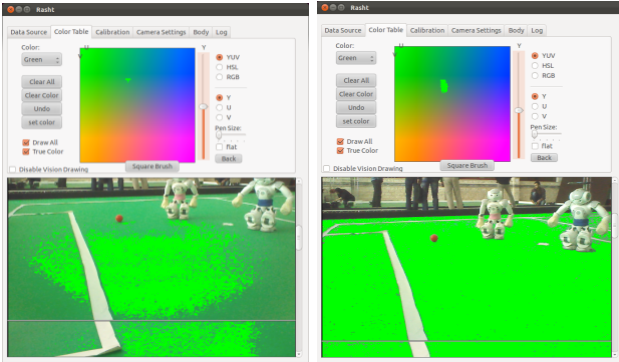 Rasht
Data Source Color Table Calibration Camera Settings Body Log
Color:
Green
Clear All
Clear Color
Undo
set color
Draw All
True Color
Disable Vision Drawing
U
V
Y
YUV
HSL
RGB
Y
U
V
Pen Size:
flat
Back
Square Brush
Rasht
Data Source Color Table Calibration Camera Settings Body Log
Color:
Green
Clear All
Clear Color
Undo
set color
Draw All
True Color
Disable Vision Drawing
U
V
Y
YUV
HSL
RGB
Y
U
V
Pen Size:
flat
Back
Square Brush